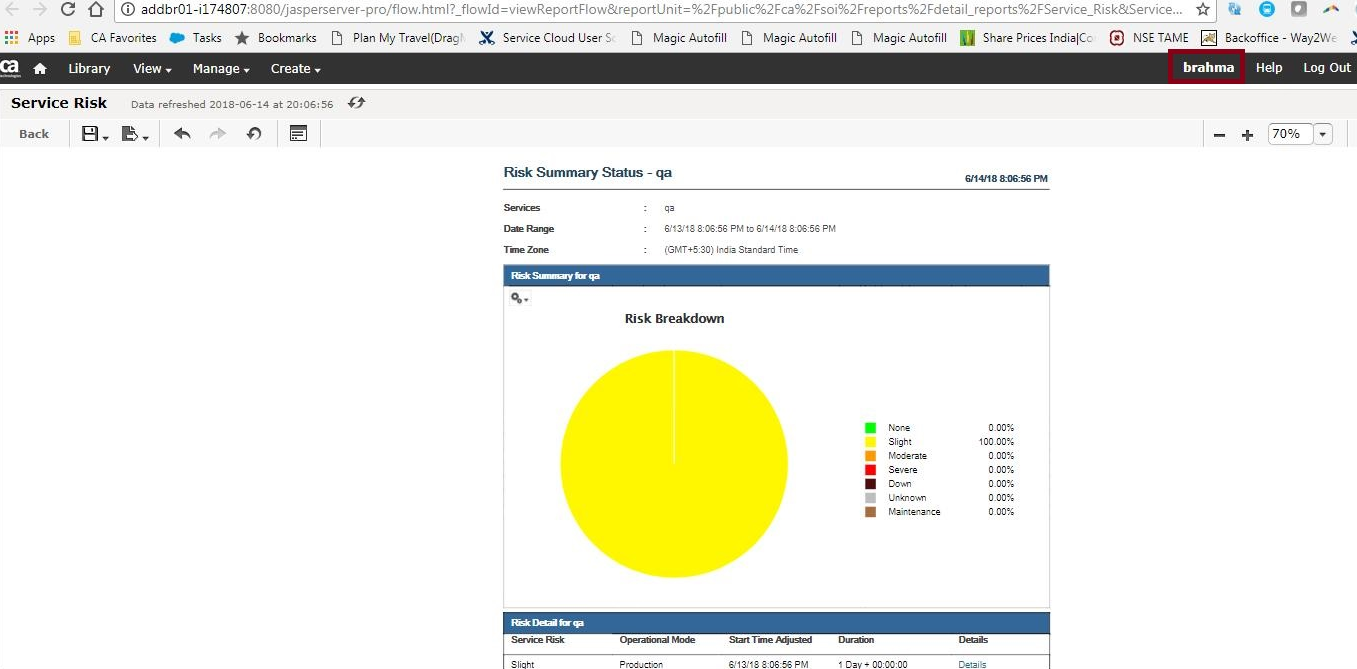 addbr01-i174807:8080/jasperserver-pro/flow.html?_flowId=viewReportFlow&reportUnit=%2Fpublic%2Fca%2Fsoi%2Freports%2Fdetail_reports%2FService_Risk&Service...
Apps CA Favorites Tasks Bookmarks Plan My Travel(Drag Service Cloud User Sc Magic Autofill Magic Autofill Magic Autofill Share Prices India|Co NSE TAME Backoffice - Way2We
ca Library View Manage Create brahma Help Log Out
Service Risk Data refreshed 2018-06-14 at 20:06:56
Back 70%
Risk Summary Status - qa
6/14/18 8:06:56 PM
Services : qa
Date Range : 6/13/18 8:06:56 PM to 6/14/18 8:06:56 PM
Time Zone : (GMT+5:30) India Standard Time
Risk Summary for qa
Risk Breakdown
None 0.00%
Slight 100.00%
Moderate 0.00%
Severe 0.00%
Down 0.00%
Unknown 0.00%
Maintenance 0.00%
Risk Detail for qa
Service Risk Operational Mode Start Time Adjusted Duration Details
Slight Production 6/13/18 8:06:56 PM 1 Day + 00:00:00 Details